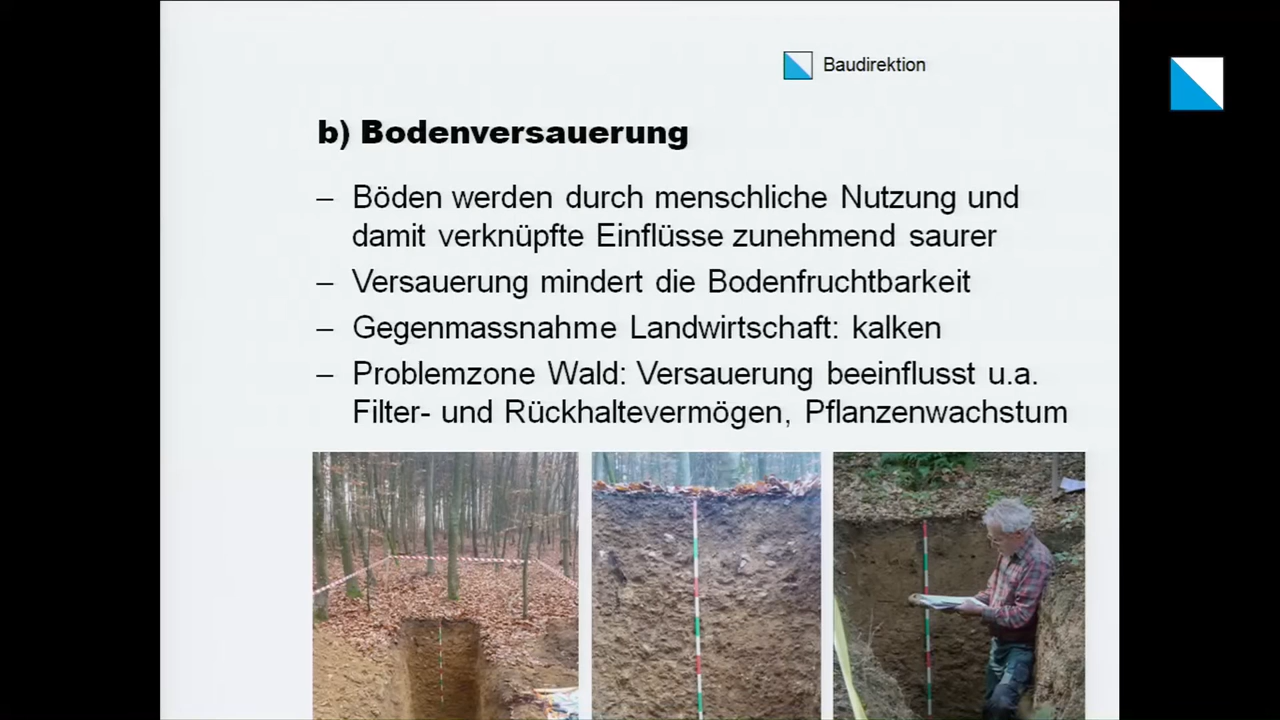 Baudirektion
b) Bodenversauerung
– Böden werden durch menschliche Nutzung und
damit verknüpfte Einflüsse zunehmend saurer
– Versauerung mindert die Bodenfruchtbarkeit
– Gegenmassnahme Landwirtschaft: kalken
– Problemzone Wald: Versauerung beeinflusst u.a.
Filter- und Rückhaltevermögen, Pflanzenwachstum